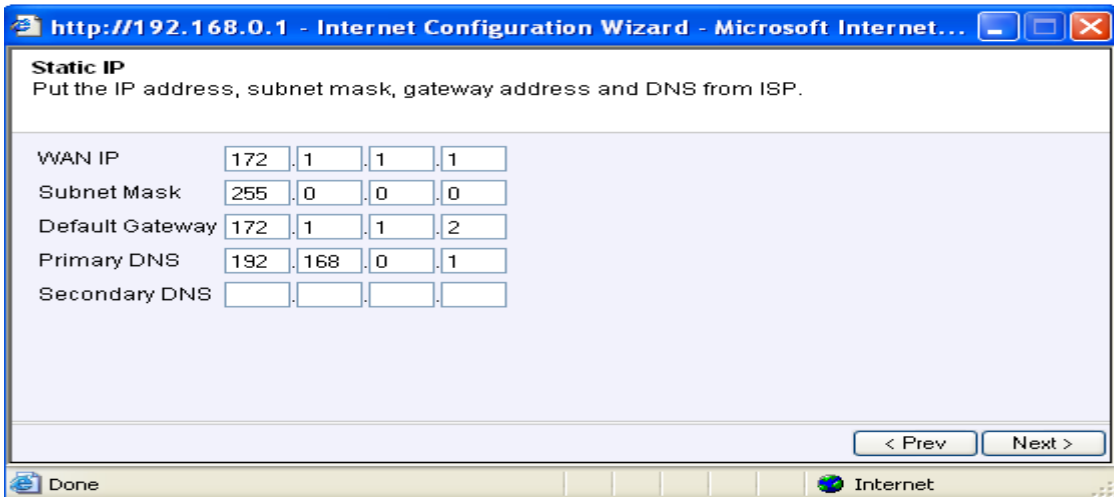 http://192.168.0.1 - Internet Configuration Wizard - Microsoft Internet...
Static IP
Put the IP address, subnet mask, gateway address and DNS from ISP.
WAN IP 172 . 1 . 1 . 1
Subnet Mask 255 . 0 . 0 . 0
Default Gateway 172 . 1 . 1 . 2
Primary DNS 192 . 168 . 0 . 1
Secondary DNS . . .
< Prev Next >
Done Internet